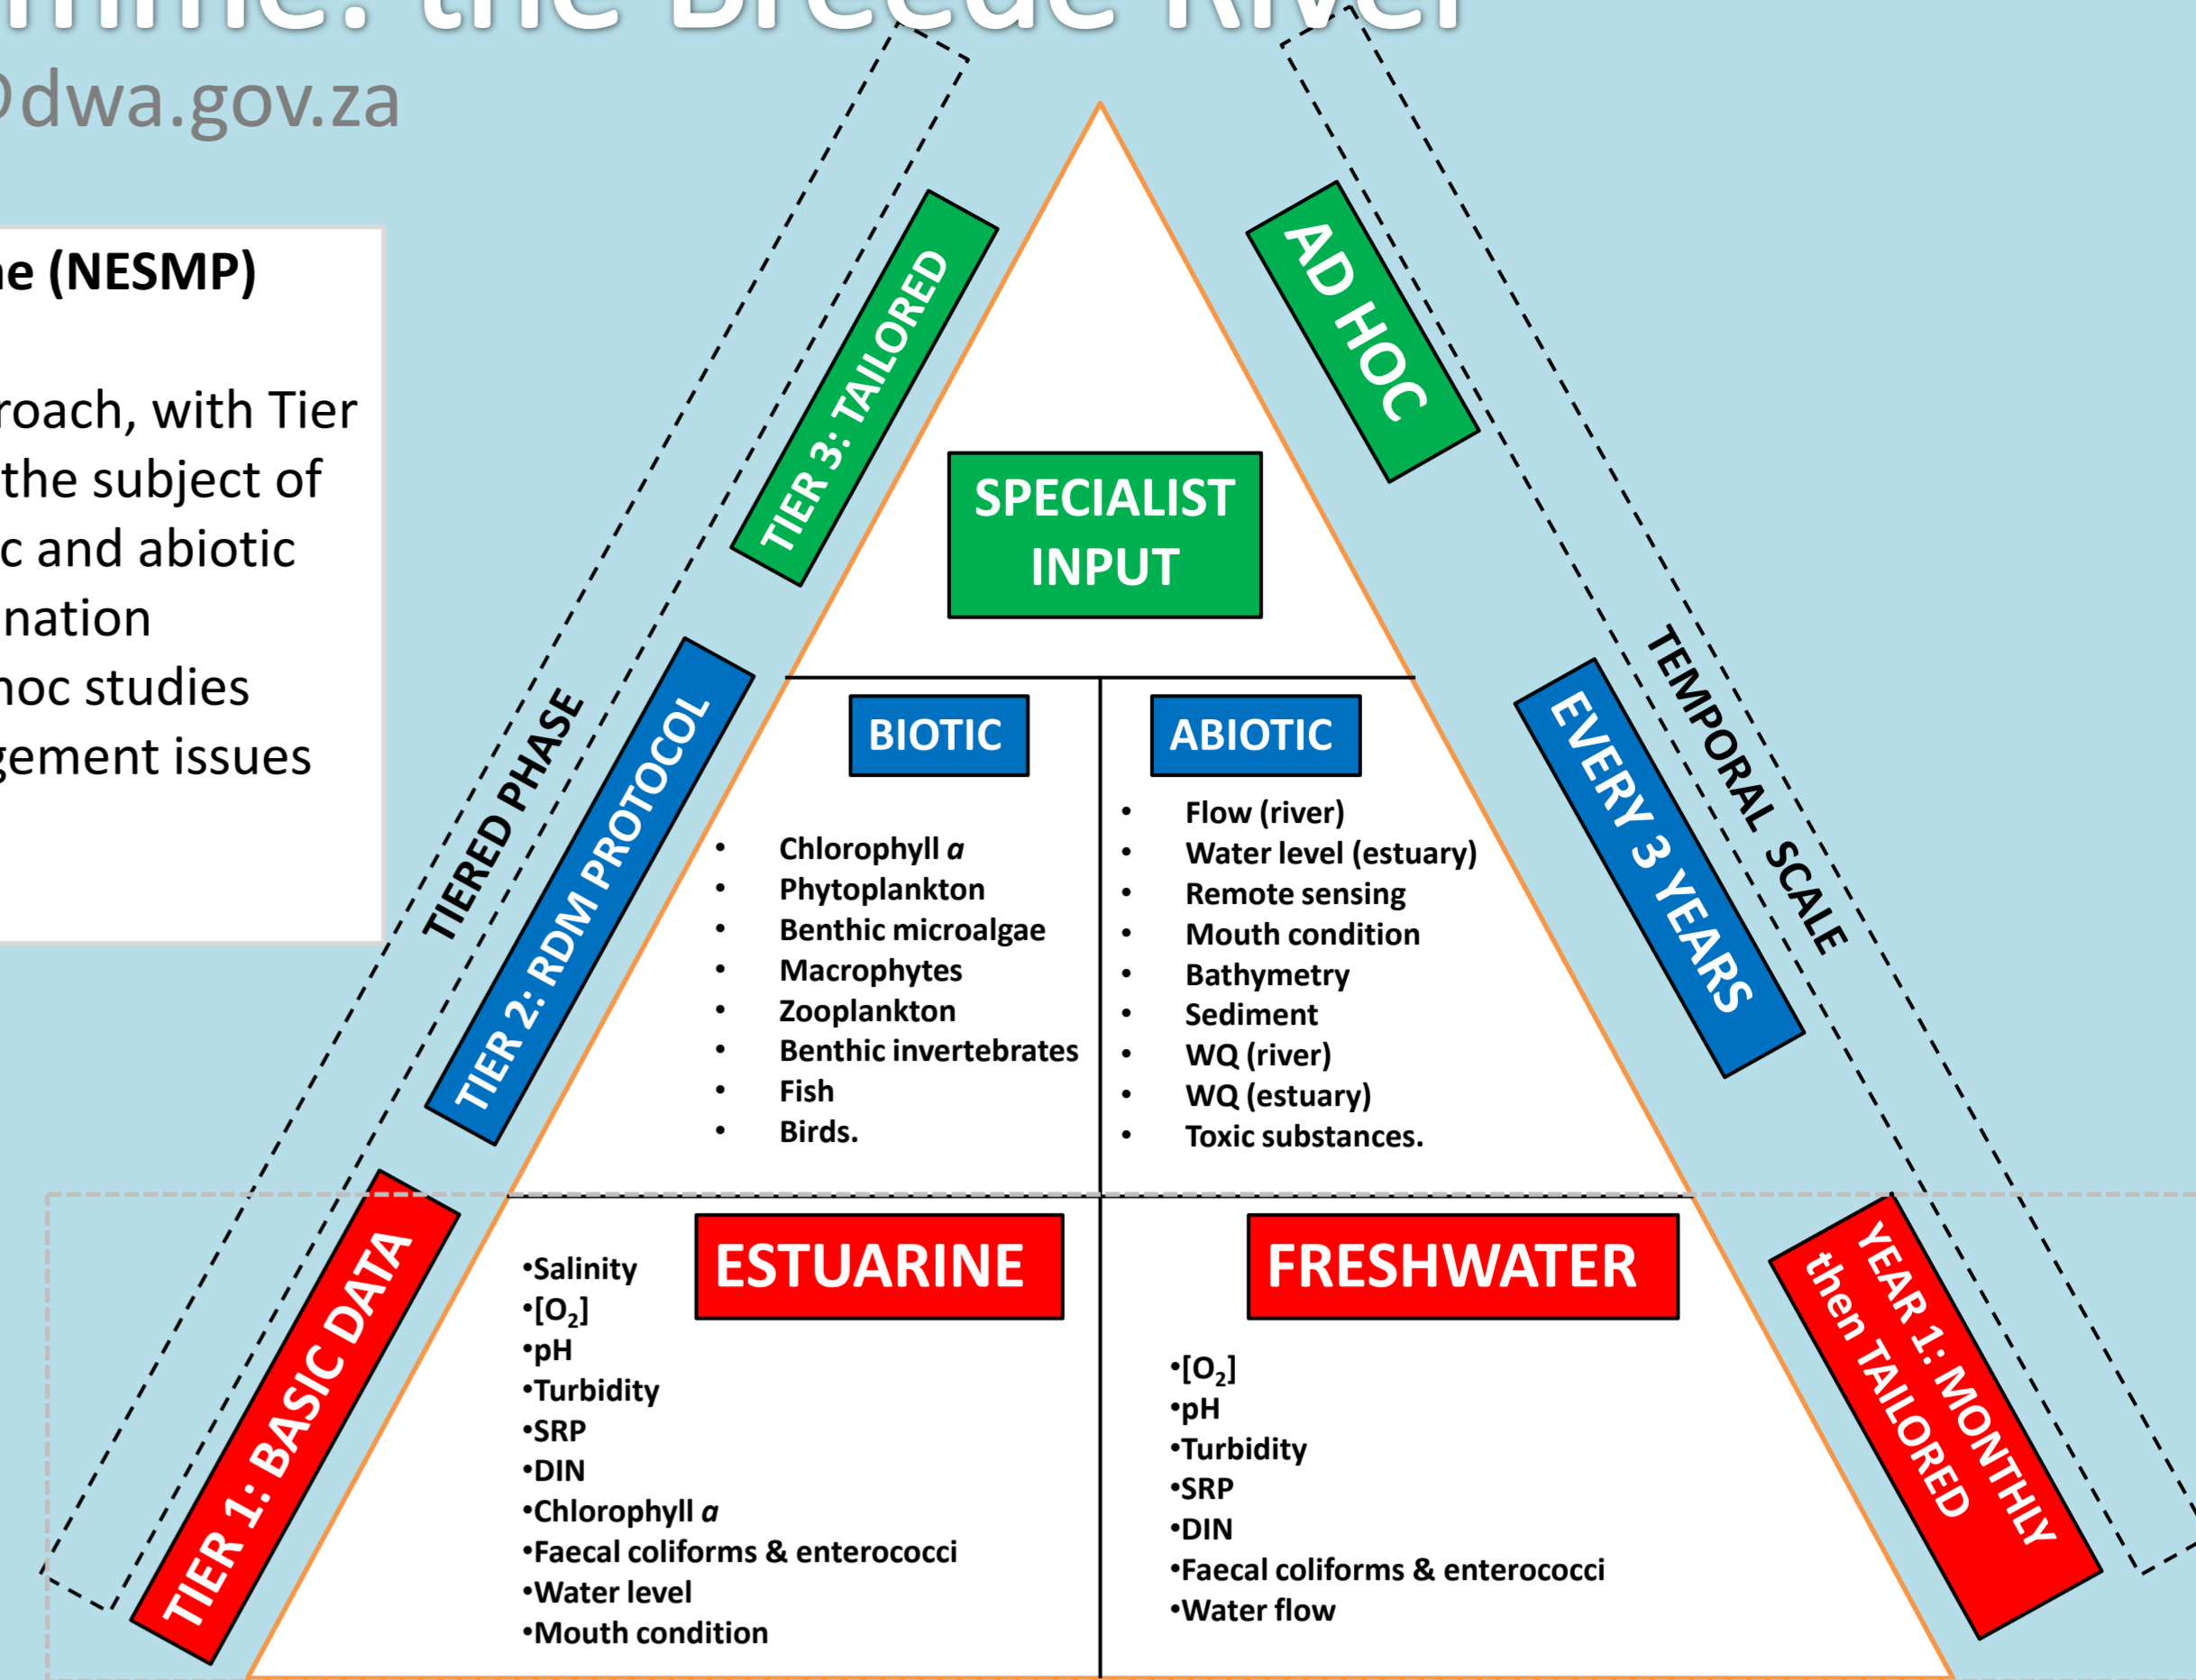 the Breede River
@dwa.gov.za
(NESMP)
with Tier
the subject of
and abiotic
studies
issues
TIERED PHASE
TEMPORAL SCALE
TIER 3: TAILORED
AD HOC
SPECIALIST
INPUT
TIER 2: RDM PROTOCOL
EVERY 3 YEARS
BIOTIC
• Chlorophyll a
• Phytoplankton
• Benthic microalgae
• Macrophytes
• Zooplankton
• Benthic invertebrates
• Fish
• Birds.
ABIOTIC
• Flow (river)
• Water level (estuary)
• Remote sensing
• Mouth condition
• Bathymetry
• Sediment
• WQ (river)
• WQ (estuary)
• Toxic substances.
TIER 1: BASIC DATA
YEAR 1: MONTHLY
then TAILORED
ESTUARINE
•Salinity
•[O₂]
•pH
•Turbidity
•SRP
•DIN
•Chlorophyll a
•Faecal coliforms & enterococci
•Water level
•Mouth condition
FRESHWATER
•[O₂]
•pH
•Turbidity
•SRP
•DIN
•Faecal coliforms & enterococci
•Water flow